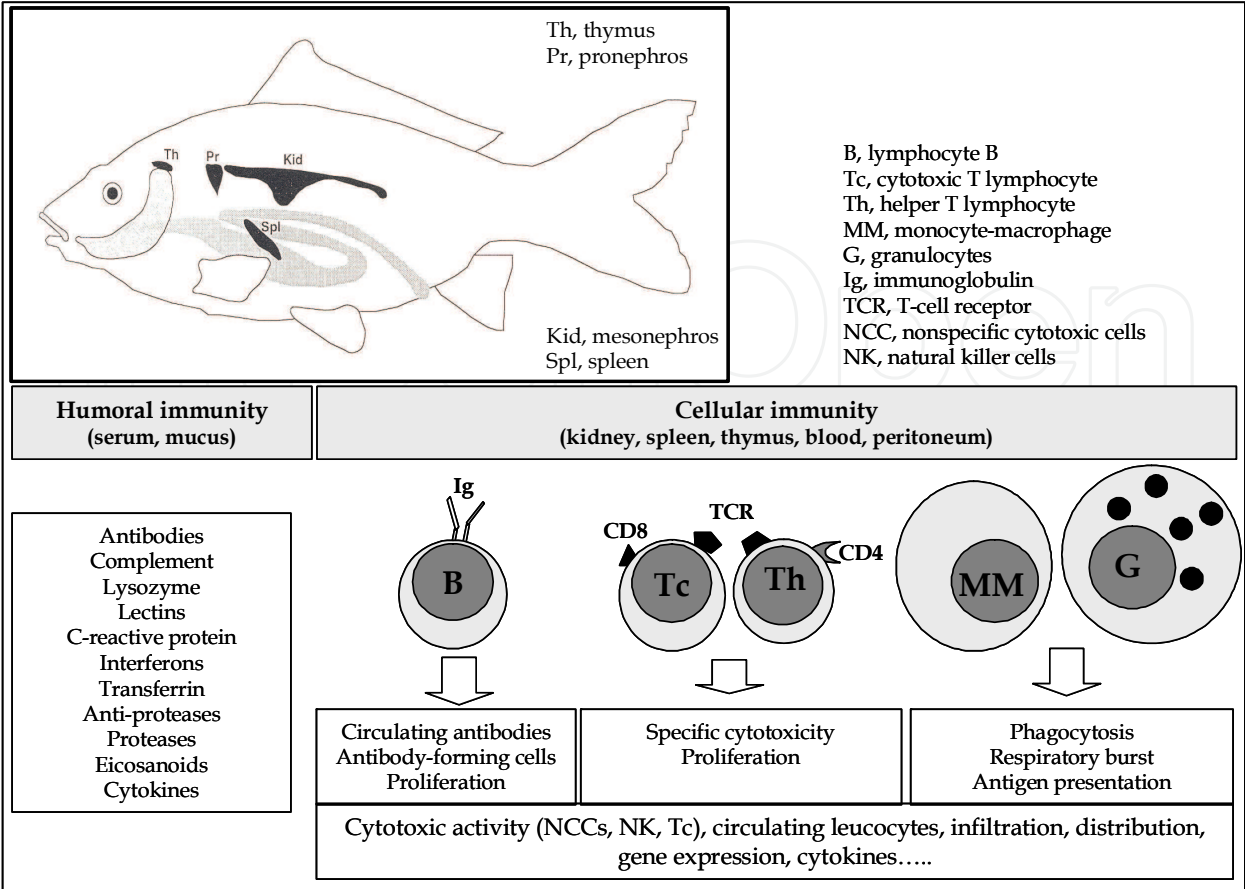 Th, thymus
Pr, pronephros
Th
Pr
Kid
Spl
Kid, mesonephros
Spl, spleen
B, lymphocyte B
Tc, cytotoxic T lymphocyte
Th, helper T lymphocyte
MM, monocyte-macrophage
G, granulocytes
Ig, immunoglobulin
TCR, T-cell receptor
NCC, nonspecific cytotoxic cells
NK, natural killer cells
Open
Humoral immunity
(serum, mucus)
Cellular immunity
(kidney, spleen, thymus, blood, peritoneum)
Antibodies
Complement
Lysozyme
Lectins
C-reactive protein
Interferons
Transferrin
Anti-proteases
Proteases
Eicosanoids
Cytokines
Ig
B
CD8
TCR
CD4
Tc
Th
MM
G
Circulating antibodies
Antibody-forming cells
Proliferation
Specific cytotoxicity
Proliferation
Phagocytosis
Respiratory burst
Antigen presentation
Cytotoxic activity (NCCs, NK, Tc), circulating leucocytes, infiltration, distribution,
gene expression, cytokines.....